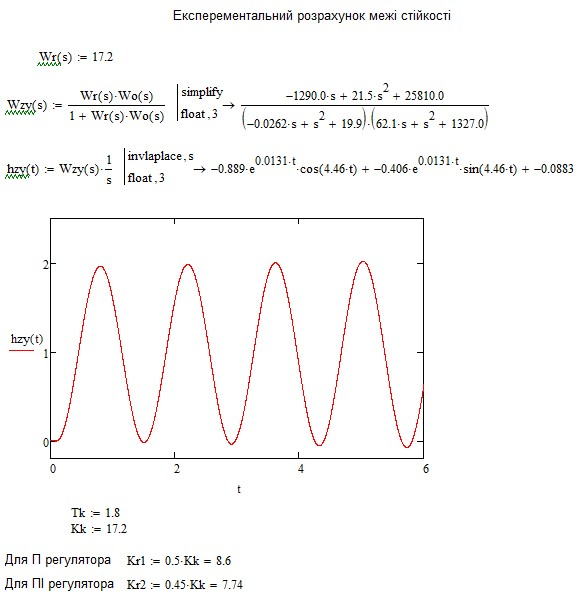 Експерементальний розрахунок межі стійкості
Wr(s) := 17.2
Wzy(s) := Wr(s)·Wo(s) / 1 + Wr(s)·Wo(s) | simplify float ,3 → -1290.0·s + 21.5·s^2 + 25810.0 / (-0.0262·s + s^2 + 19.9)·(62.1·s + s^2 + 1327.0)
hzy(t) := Wzy(s)·1/s | invlaplace , s float ,3 → -0.889·e^0.0131·t·cos(4.46·t) + -0.406·e^0.0131·t·sin(4.46·t) + -0.0883
2
hzy(t) 1
0
0 2 4 6
t
Tk := 1.8
Kk := 17.2
Для П регулятора Kr1 := 0.5·Kk = 8.6
Для ПІ регулятора Kr2 := 0.45·Kk = 7.74